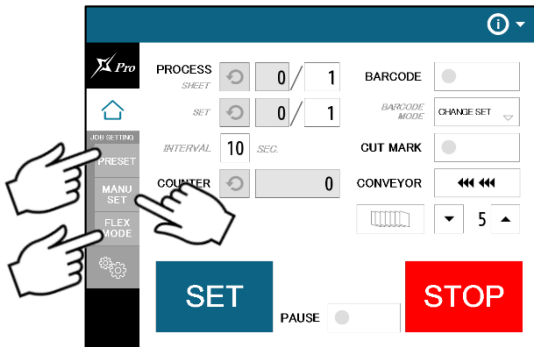 i
Pro
PROCESS
SHEET
0 / 1
BARCODE
SET
0 / 1
BARCODE
MODE
CHANGE SET
JOB SETTING
PRESET
INTERVAL 10 SEC.
CUT MARK
MANU
SET
COUNTER 0
CONVEYOR
FLEX
MODE
5
SET
PAUSE
STOP